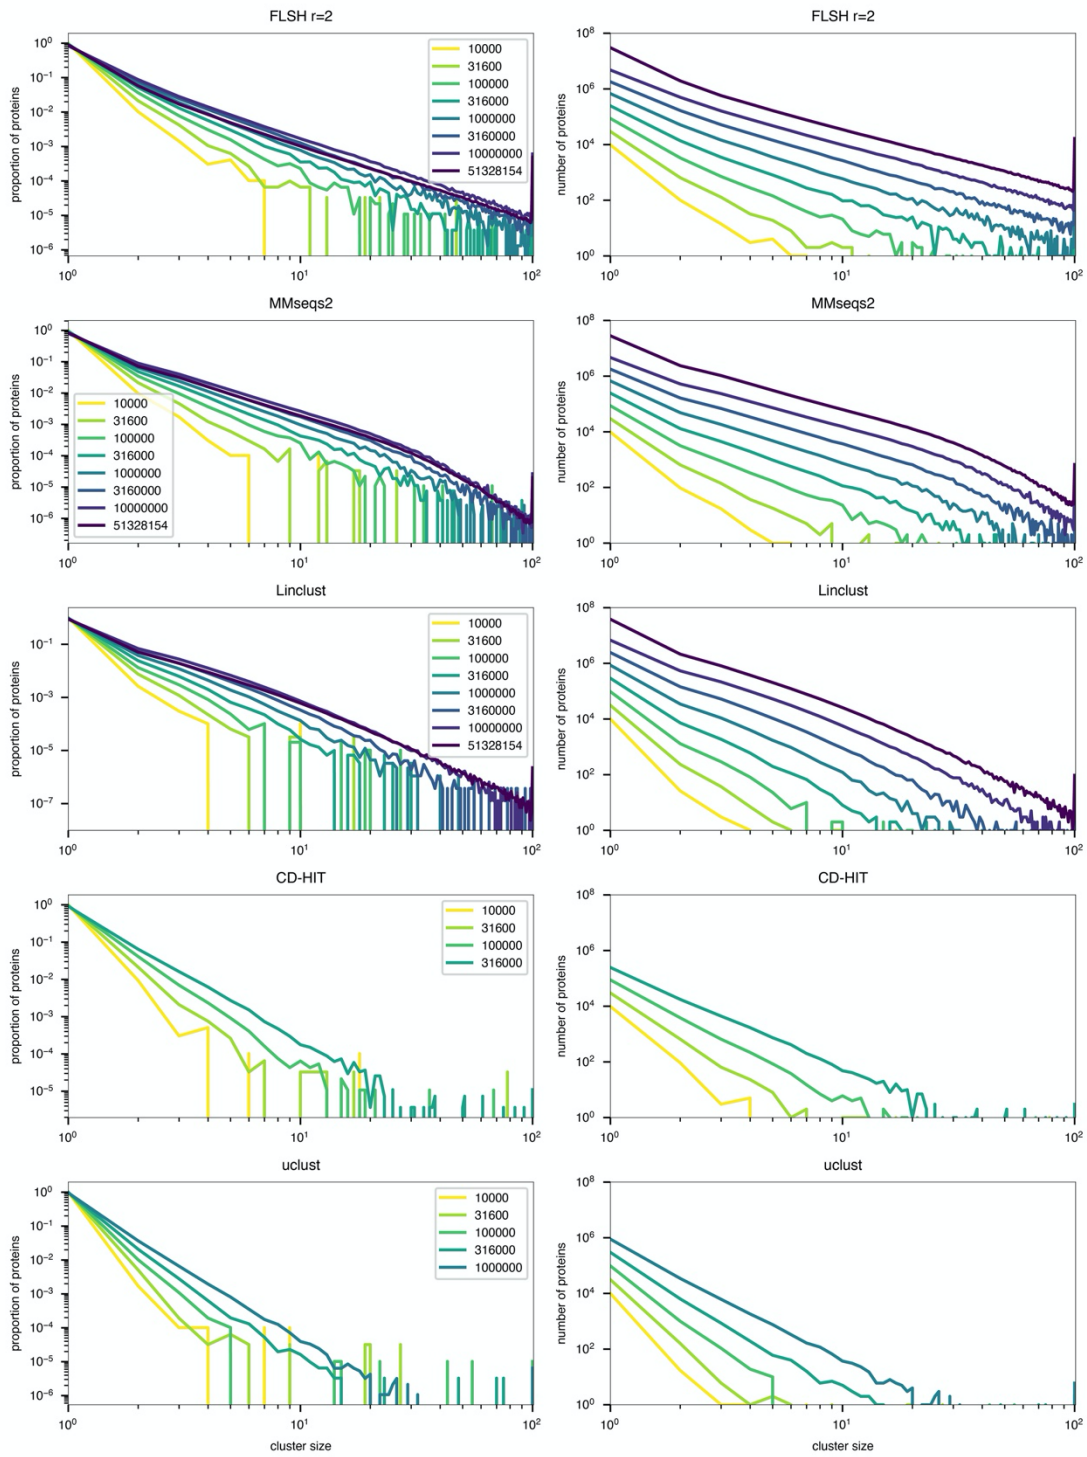 FLSH r=2
proportion of proteins
10^0
10^-1
10^-2
10^-3
10^-4
10^-5
10^-6
10^0 10^1 10^2
10000
31600
100000
316000
1000000
3160000
10000000
51328154
FLSH r=2
number of proteins
10^8
10^6
10^4
10^2
10^0
10^0 10^1 10^2
MMseqs2
proportion of proteins
10^0
10^-1
10^-2
10^-3
10^-4
10^-5
10^-6
10^0 10^1 10^2
10000
31600
100000
316000
1000000
3160000
10000000
51328154
MMseqs2
number of proteins
10^8
10^6
10^4
10^2
10^0
10^0 10^1 10^2
Linclust
proportion of proteins
10^-1
10^-3
10^-5
10^-7
10^0 10^1 10^2
10000
31600
100000
316000
1000000
3160000
10000000
51328154
Linclust
number of proteins
10^8
10^6
10^4
10^2
10^0
10^0 10^1 10^2
CD-HIT
proportion of proteins
10^0
10^-1
10^-2
10^-3
10^-4
10^-5
10^0 10^1 10^2
10000
31600
100000
316000
CD-HIT
number of proteins
10^8
10^6
10^4
10^2
10^0
10^0 10^1 10^2
uclust
proportion of proteins
10^0
10^-1
10^-2
10^-3
10^-4
10^-5
10^-6
10^0 10^1 10^2
cluster size
10000
31600
100000
316000
1000000
uclust
number of proteins
10^8
10^6
10^4
10^2
10^0
10^0 10^1 10^2
cluster size